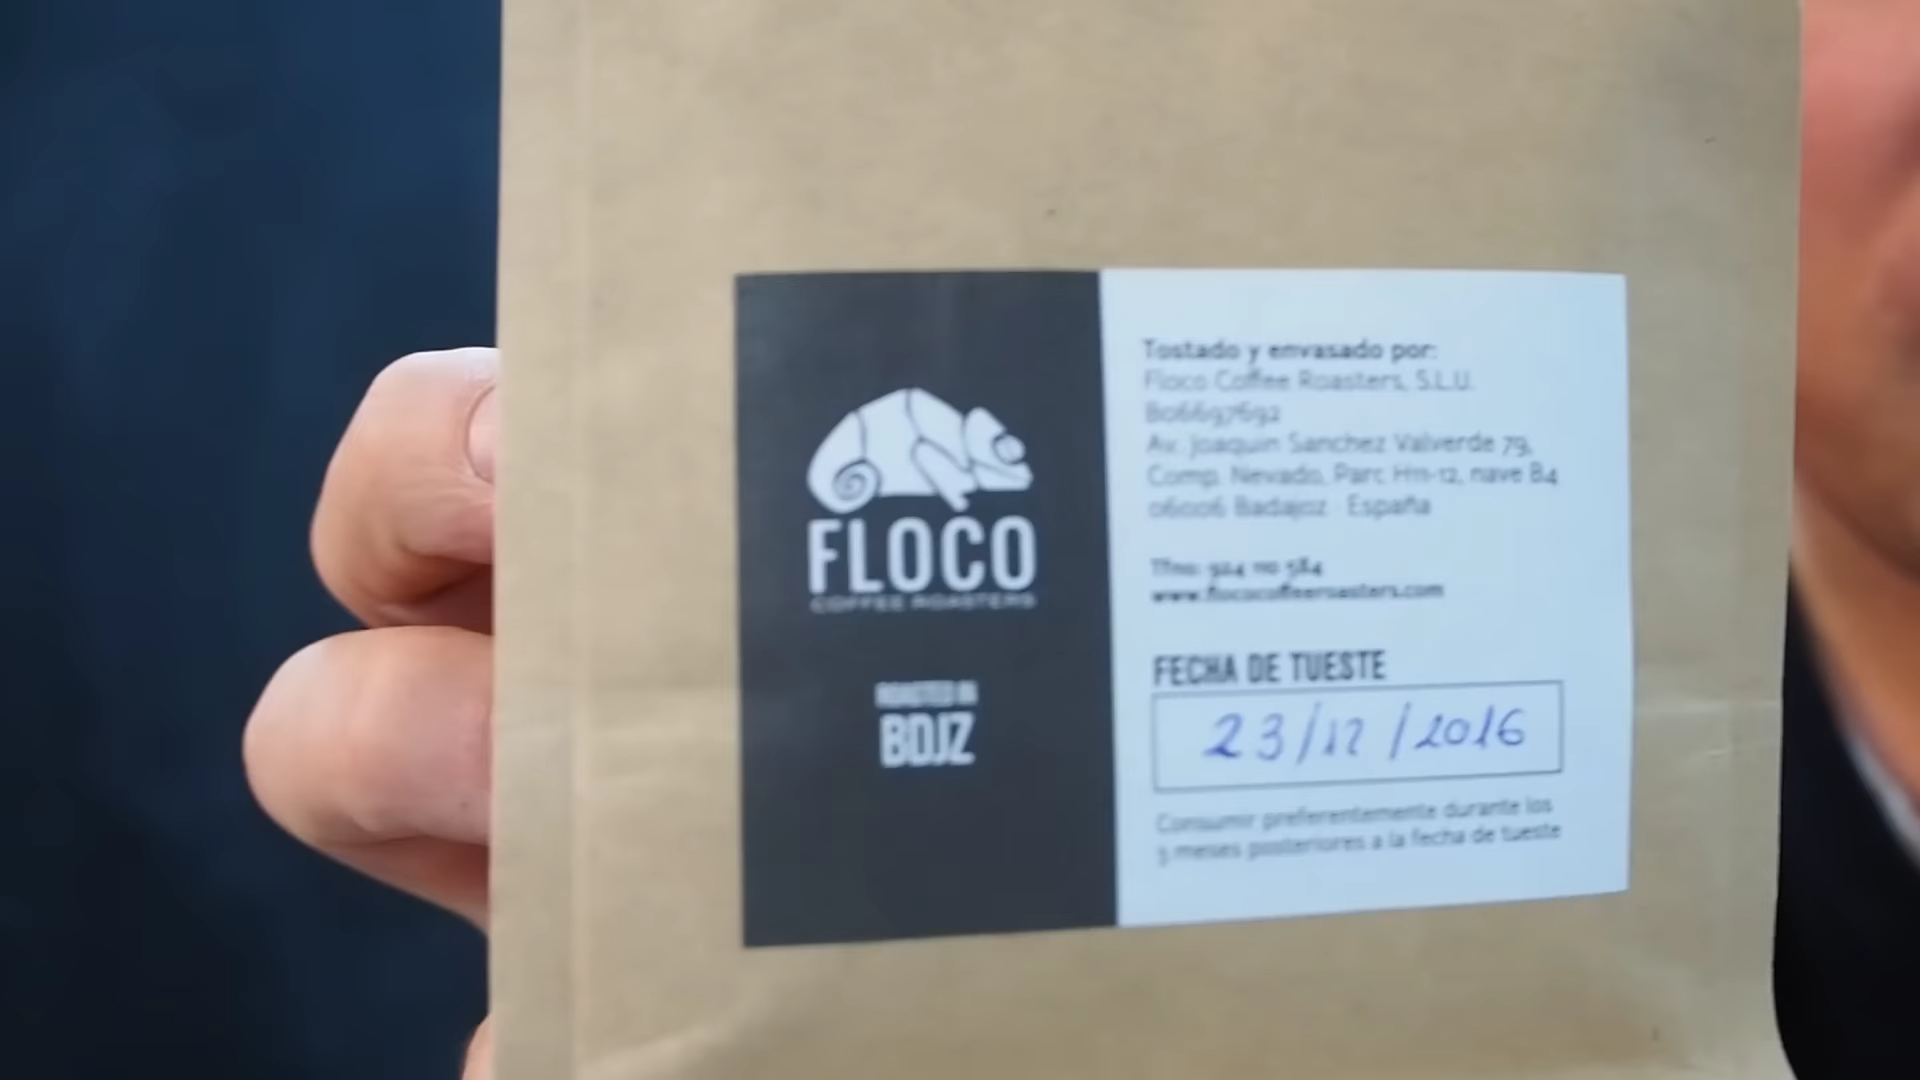 FLOCO
COFFEE ROASTERS
ROASTED IN
BDJZ
Tostado y envasado por:
Floco Coffee Roasters, S.L.U.
B06697692
Av. Joaquin Sanchez Valverde 79,
Comp. Nevado, Parc H11-12, nave B4
06006 Badajoz · España
Tfno: 924 110 584
www.flococoffeeroasters.com
FECHA DE TUESTE
23/12/2016
Consumir preferentemente durante los
3 meses posteriores a la fecha de tueste